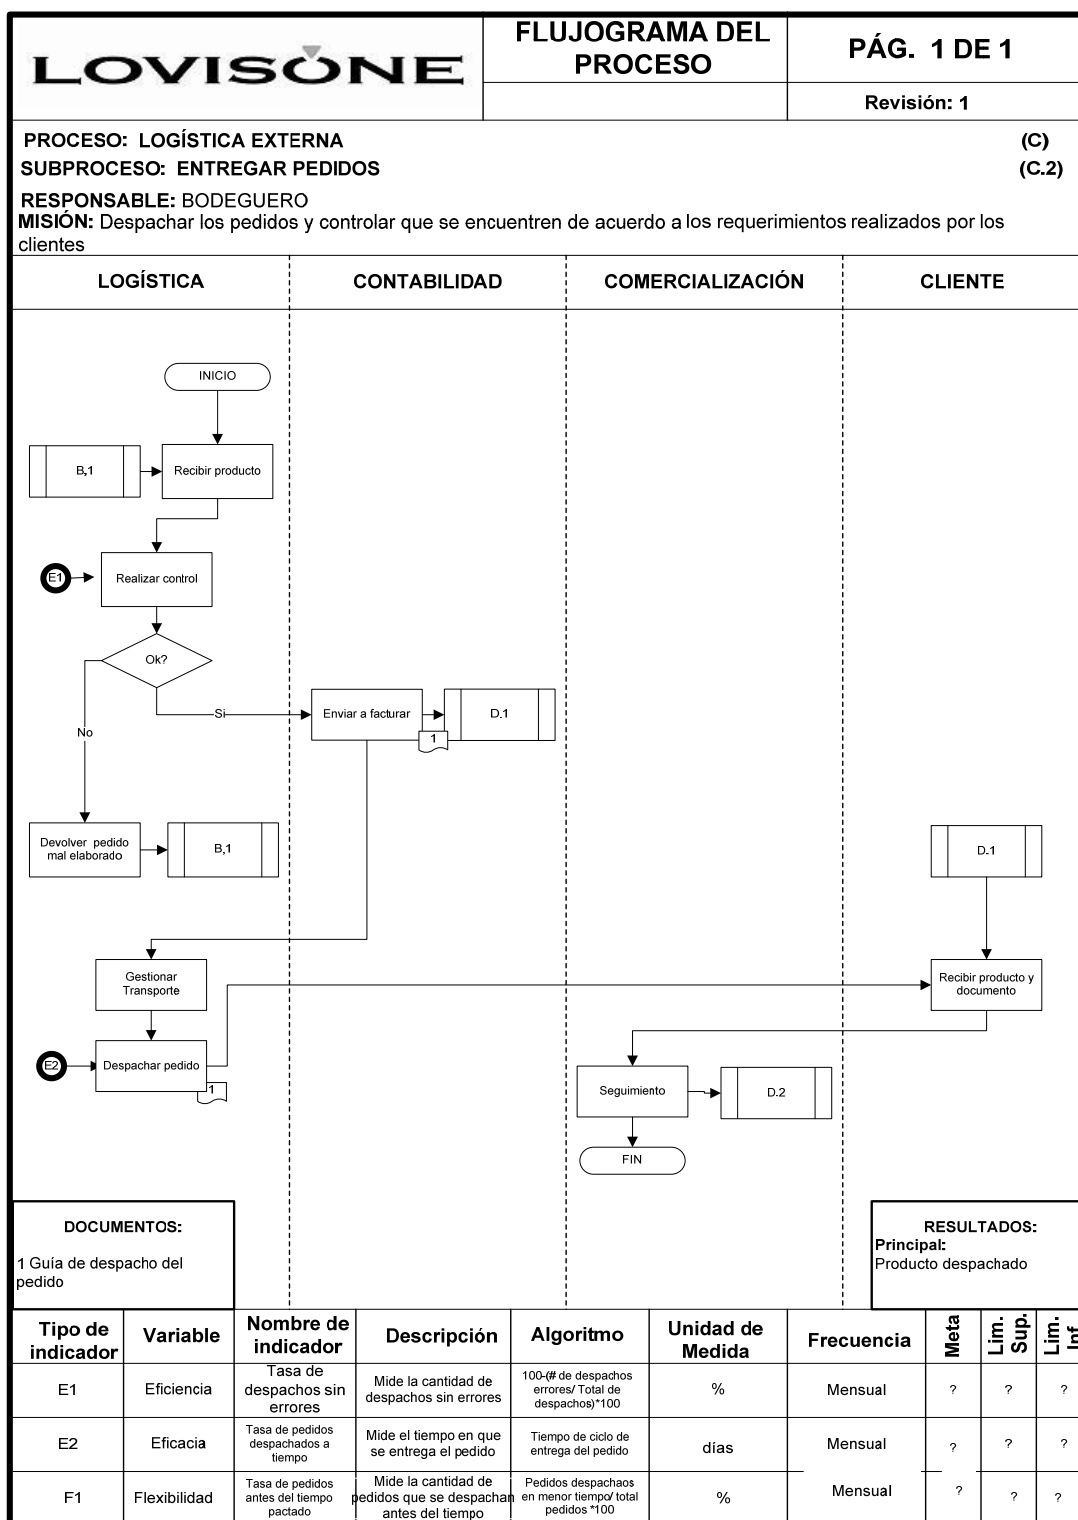 LOVISONE
FLUJOGRAMA DEL
PROCESO
PÁG. 1 DE 1
Revisión: 1
PROCESO: LOGÍSTICA EXTERNA
(C)
SUBPROCESO: ENTREGAR PEDIDOS
(C.2)
RESPONSABLE: BODEGUERO
MISIÓN: Despachar los pedidos y controlar que se encuentren de acuerdo a los requerimientos realizados por los
clientes
LOGÍSTICA
CONTABILIDAD
COMERCIALIZACIÓN
CLIENTE
INICIO
B,1
Recibir producto
E1
Realizar control
Ok?
Si
No
Enviar a facturar
1
D.1
Devolver pedido
mal elaborado
B,1
D.1
Gestionar
Transporte
Recibir producto y
documento
E2
Despachar pedido
1
Seguimiento
D.2
FIN
DOCUMENTOS:
1 Guía de despacho del
pedido
RESULTADOS:
Principal:
Producto despachado
Tipo de
indicador
Variable
Nombre de
indicador
Descripción
Algoritmo
Unidad de
Medida
Frecuencia
Meta
Lim.
Sup.
Lim.
Inf
E1
Eficiencia
Tasa de
despachos sin
errores
Mide la cantidad de
despachos sin errores
100-(# de despachos
errores/ Total de
despachos)*100
%
Mensual
?
?
?
E2
Eficacia
Tasa de pedidos
despachados a
tiempo
Mide el tiempo en que
se entrega el pedido
Tiempo de ciclo de
entrega del pedido
días
Mensual
?
?
?
F1
Flexibilidad
Tasa de pedidos
antes del tiempo
pactado
Mide la cantidad de
pedidos que se despachan
antes del tiempo
Pedidos despachaos
en menor tiempo/ total
pedidos *100
%
Mensual
?
?
?